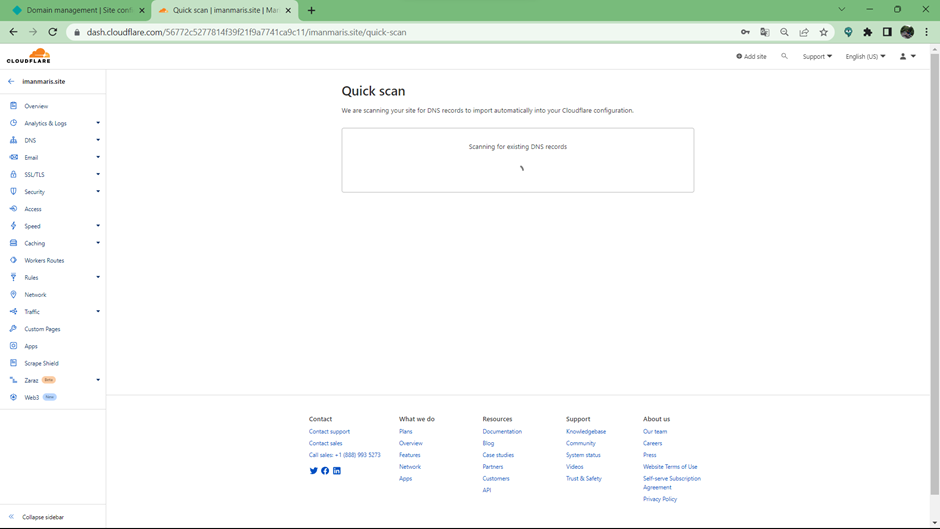 Domain management | Site confi
Quick scan | imanmaris.site | Mar
dash.cloudflare.com/56772c5277814f39f21f9a7741ca9c11/imanmaris.site/quick-scan
CLOUDFLARE
Add site
Support
English (US)
imanmaris.site
Overview
Analytics & Logs
DNS
Email
SSL/TLS
Security
Access
Speed
Caching
Workers Routes
Rules
Network
Traffic
Custom Pages
Apps
Scrape Shield
Zaraz Beta
Web3 New
Collapse sidebar
Quick scan
We are scanning your site for DNS records to import automatically into your Cloudflare configuration.
Scanning for existing DNS records
Contact
Contact support
Contact sales
Call sales: +1 (888) 993 5273
What we do
Plans
Overview
Features
Network
Apps
Resources
Documentation
Blog
Case studies
Partners
Customers
API
Support
Knowledgebase
Community
System status
Videos
Trust & Safety
About us
Our team
Careers
Press
Website Terms of Use
Self-serve Subscription
Agreement
Privacy Policy